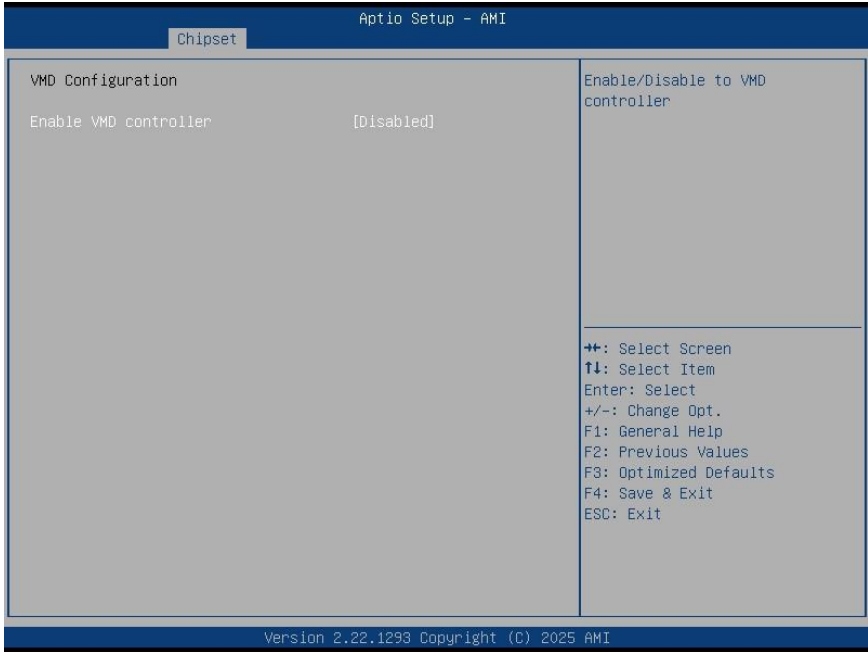 Aptio Setup – AMI
Chipset
VMD Configuration
Enable VMD controller [Disabled]
Enable/Disable to VMD
controller
→←: Select Screen
↑↓: Select Item
Enter: Select
+/-: Change Opt.
F1: General Help
F2: Previous Values
F3: Optimized Defaults
F4: Save & Exit
ESC: Exit
Version 2.22.1293 Copyright (C) 2025 AMI